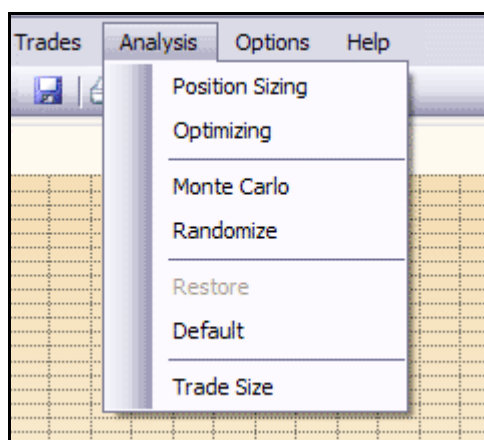 Trades Analysis Options Help
Position Sizing
Optimizing
Monte Carlo
Randomize
Restore
Default
Trade Size